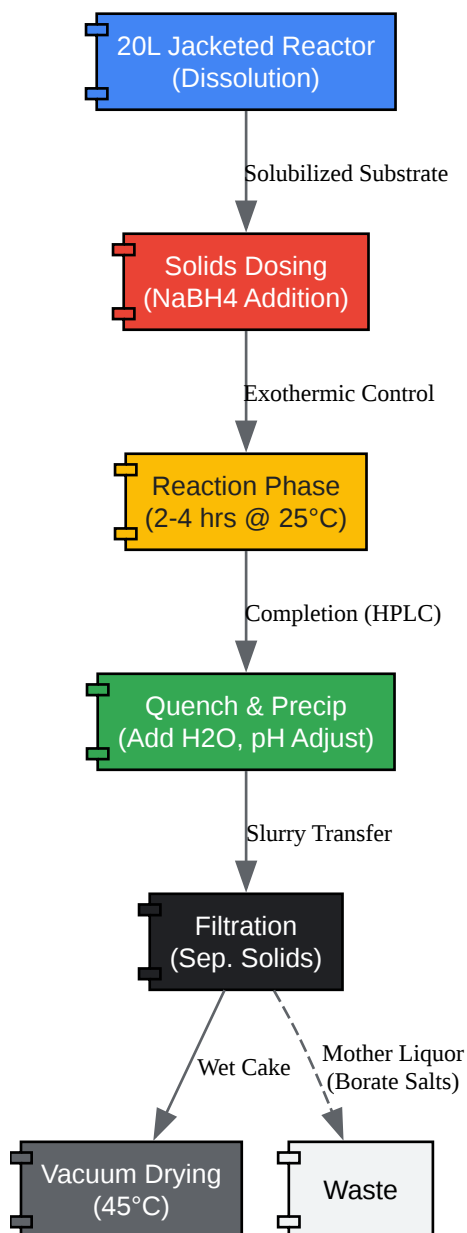 20L Jacketed Reactor
(Dissolution)
Solubilized Substrate
Solids Dosing
(NaBH4 Addition)
Exothermic Control
Reaction Phase
(2-4 hrs @ 25°C)
Completion (HPLC)
Quench & Precip
(Add H2O, pH Adjust)
Slurry Transfer
Filtration
(Sep. Solids)
Wet Cake
Mother Liquor
(Borate Salts)
Vacuum Drying
(45°C)
Waste